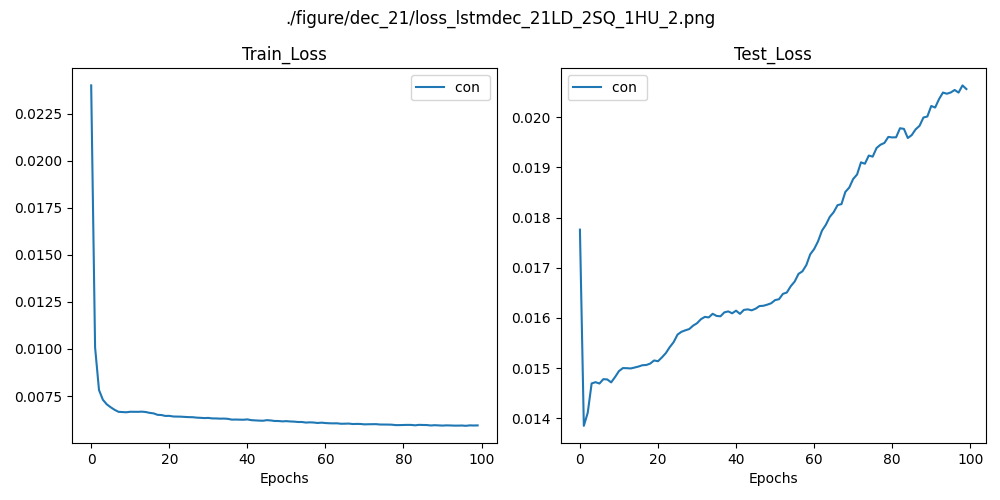 ./figure/dec_21/loss_lstmdec_21LD_2SQ_1HU_2.png
Train_Loss
con
0.0225
0.0200
0.0175
0.0150
0.0125
0.0100
0.0075
0 20 40 60 80 100
Epochs
Test_Loss
con
0.020
0.019
0.018
0.017
0.016
0.015
0.014
0 20 40 60 80 100
Epochs